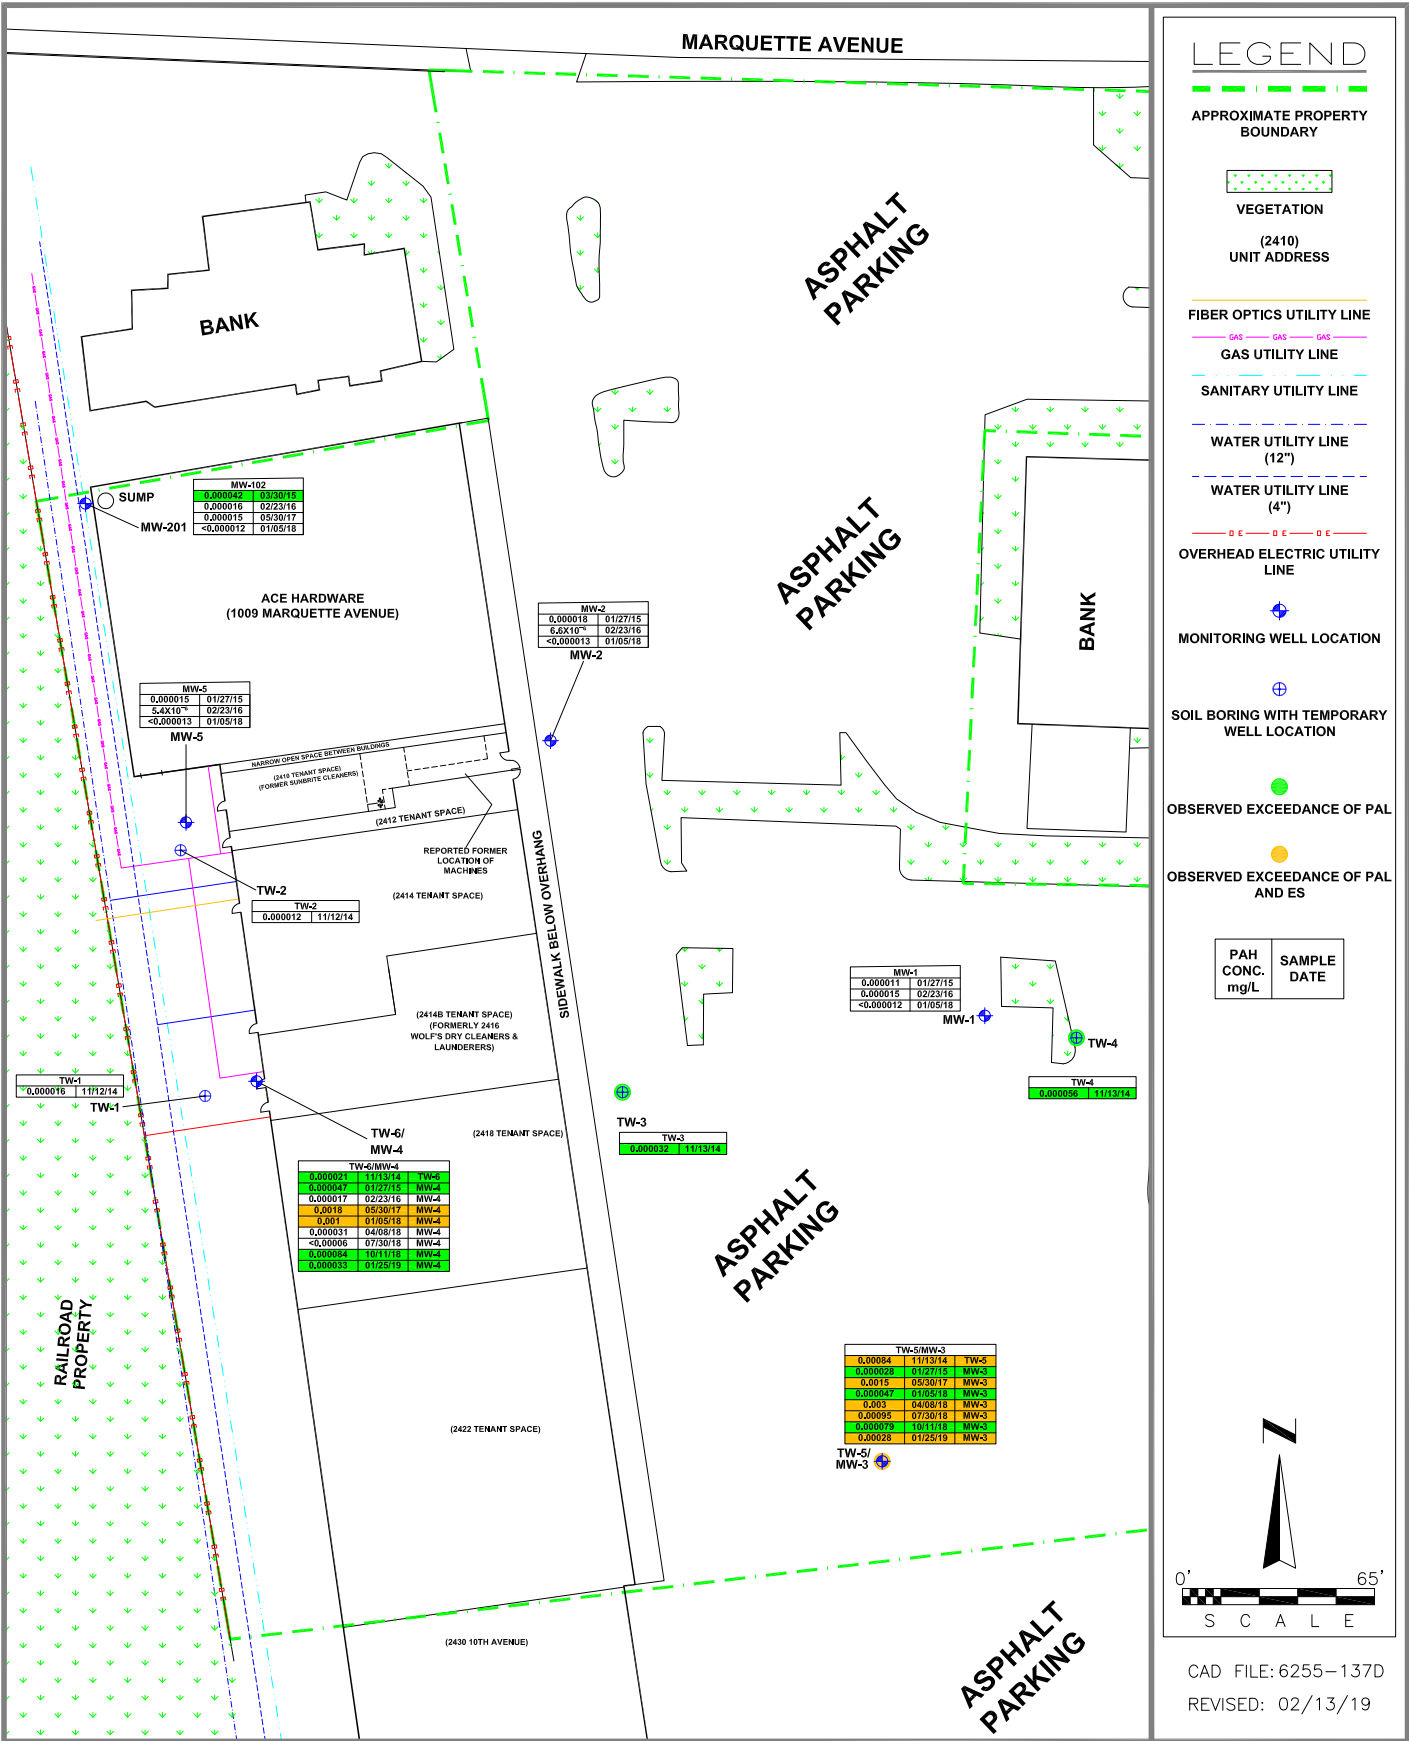 MARQUETTE AVENUE
ASPHALT
PARKING
BANK
SUMP
MW-201
MW-102
0.000042 03/30/15
0.000016 02/23/16
0.000015 05/30/17
<0.000012 01/05/18
ACE HARDWARE
(1009 MARQUETTE AVENUE)
ASPHALT
PARKING
BANK
MW-2
0.000018 01/27/15
6.6X10⁻⁶ 02/23/16
<0.000013 01/05/18
MW-2
MW-5
0.000015 01/27/15
5.4X10⁻⁶ 02/23/16
<0.000013 01/05/18
MW-5
NARROW OPEN SPACE BETWEEN BUILDINGS
(2410 TENANT SPACE)
(FORMER SUNBRITE CLEANERS)
(2412 TENANT SPACE)
REPORTED FORMER
LOCATION OF
MACHINES
SIDEWALK BELOW OVERHANG
TW-2
TW-2
0.000012 11/12/14
(2414 TENANT SPACE)
(2414B TENANT SPACE)
(FORMERLY 2416
WOLF'S DRY CLEANERS &
LAUNDERERS)
MW-1
0.000011 01/27/15
0.000015 02/23/16
<0.000012 01/05/18
MW-1
TW-4
TW-4
0.000056 11/13/14
TW-1
0.000016 11/12/14
TW-1
TW-3
TW-3
0.000032 11/13/14
TW-6/
MW-4
(2418 TENANT SPACE)
TW-6/MW-4
0.000021 11/13/14 TW-6
0.000047 01/27/15 MW-4
0.000017 02/23/16 MW-4
0.0018 05/30/17 MW-4
0.001 01/05/18 MW-4
0.000031 04/08/18 MW-4
<0.00006 07/30/18 MW-4
0.000084 10/11/18 MW-4
0.000033 01/25/19 MW-4
ASPHALT
PARKING
RAILROAD
PROPERTY
TW-5/MW-3
0.00084 11/13/14 TW-5
0.000028 01/27/15 MW-3
0.0015 05/30/17 MW-3
0.000047 01/05/18 MW-3
0.003 04/08/18 MW-3
0.00095 07/30/18 MW-3
0.000079 10/11/18 MW-3
0.00028 01/25/19 MW-3
TW-5/
MW-3
(2422 TENANT SPACE)
(2430 10TH AVENUE)
ASPHALT
PARKING
LEGEND
APPROXIMATE PROPERTY
BOUNDARY
VEGETATION
(2410)
UNIT ADDRESS
FIBER OPTICS UTILITY LINE
GAS GAS GAS
GAS UTILITY LINE
SANITARY UTILITY LINE
WATER UTILITY LINE
(12")
WATER UTILITY LINE
(4")
O E O E O E
OVERHEAD ELECTRIC UTILITY
LINE
MONITORING WELL LOCATION
SOIL BORING WITH TEMPORARY
WELL LOCATION
OBSERVED EXCEEDANCE OF PAL
OBSERVED EXCEEDANCE OF PAL
AND ES
PAH
CONC.
mg/L
SAMPLE
DATE
N
0' 65'
SCALE
CAD FILE: 6255-137D
REVISED: 02/13/19